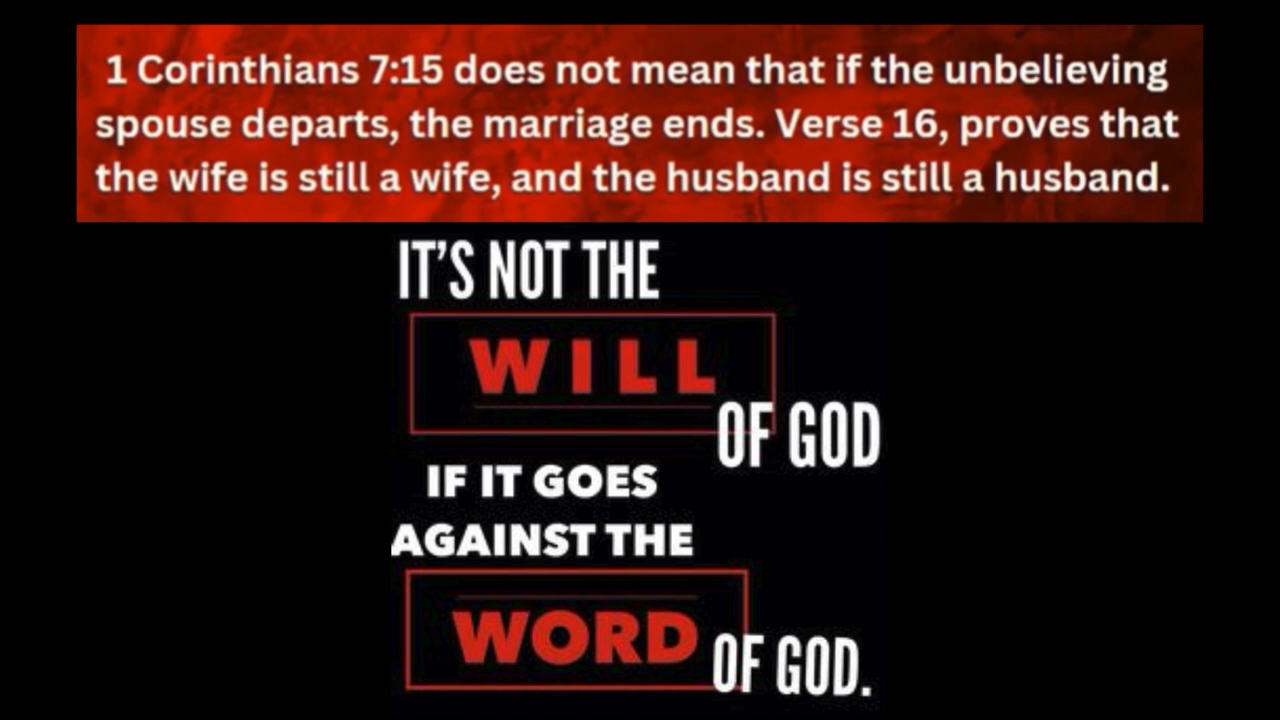 1 Corinthians 7:15 does not mean that if the unbelieving
spouse departs, the marriage ends. Verse 16, proves that
the wife is still a wife, and the husband is still a husband.
IT'S NOT THE
WILL
OF GOD
IF IT GOES
AGAINST THE
WORD
OF GOD.